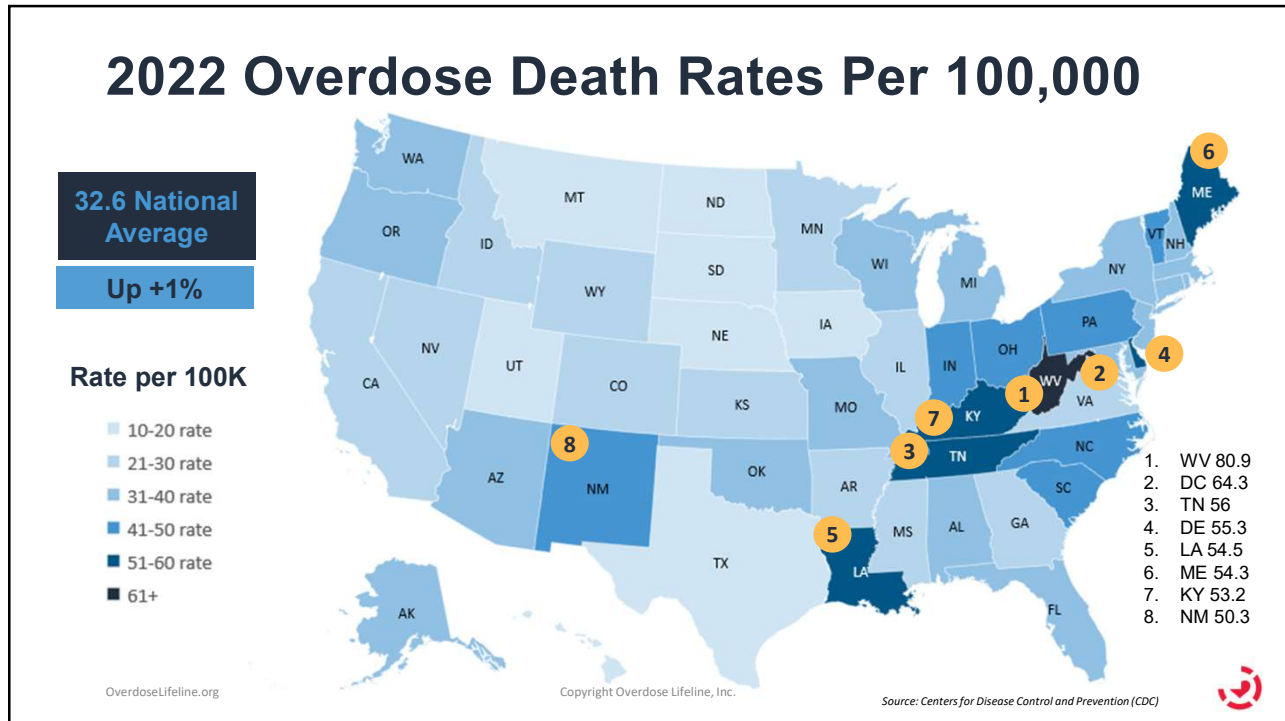 2022 Overdose Death Rates Per 100,000
32.6 National
Average
Up +1%
Rate per 100K
10-20 rate
21-30 rate
31-40 rate
41-50 rate
51-60 rate
61+
WA
OR
ID
MT
ND
MN
WI
MI
SD
WY
NE
IA
NV
UT
CA
CO
KS
MO
IL
IN
OH
PA
NY
VT
NH
ME
WV
VA
KY
TN
NC
SC
AZ
NM
OK
AR
TX
LA
MS
AL
GA
FL
AK
6
4
2
1
7
3
8
5
1. WV 80.9
2. DC 64.3
3. TN 56
4. DE 55.3
5. LA 54.5
6. ME 54.3
7. KY 53.2
8. NM 50.3
OverdoseLifeline.org
Copyright Overdose Lifeline, Inc.
Source: Centers for Disease Control and Prevention (CDC)